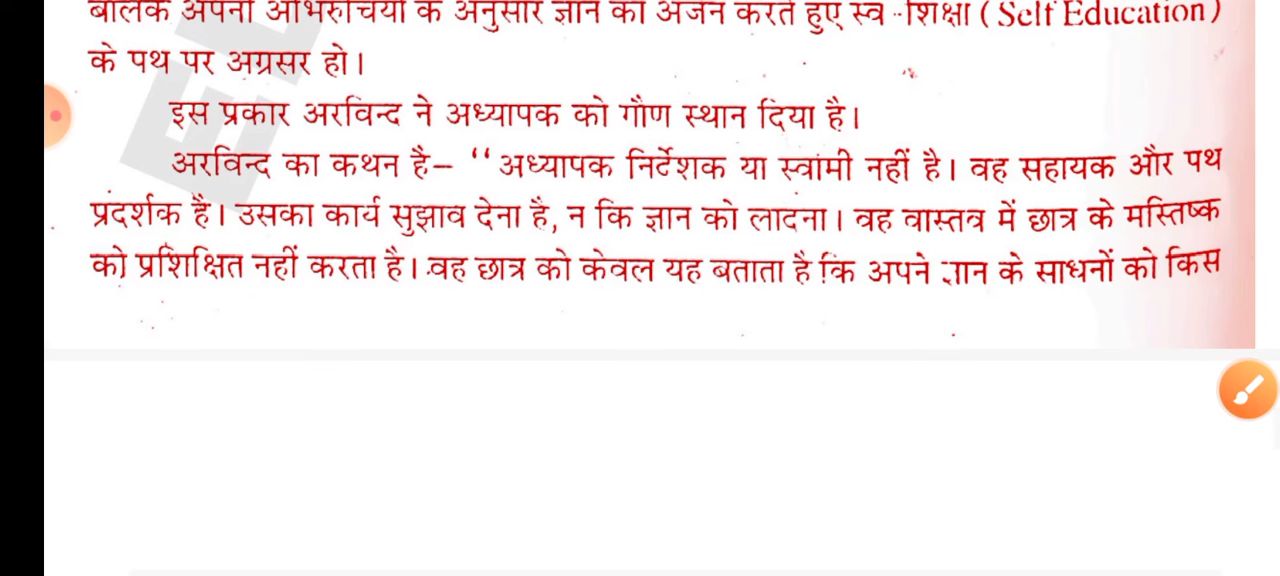 बालक अपनी अभिरुचियों के अनुसार ज्ञान का अर्जन करते हुए स्व-शिक्षा ( Self Education )
के पथ पर अग्रसर हो।
इस प्रकार अरविन्द ने अध्यापक को गौण स्थान दिया है।
अरविन्द का कथन है– ‘‘अध्यापक निर्देशक या स्वामी नहीं है। वह सहायक और पथ
प्रदर्शक है। उसका कार्य सुझाव देना है, न कि ज्ञान को लादना। वह वास्तव में छात्र के मस्तिष्क
को प्रशिक्षित नहीं करता है। वह छात्र को केवल यह बताता है कि अपने ज्ञान के साधनों को किस